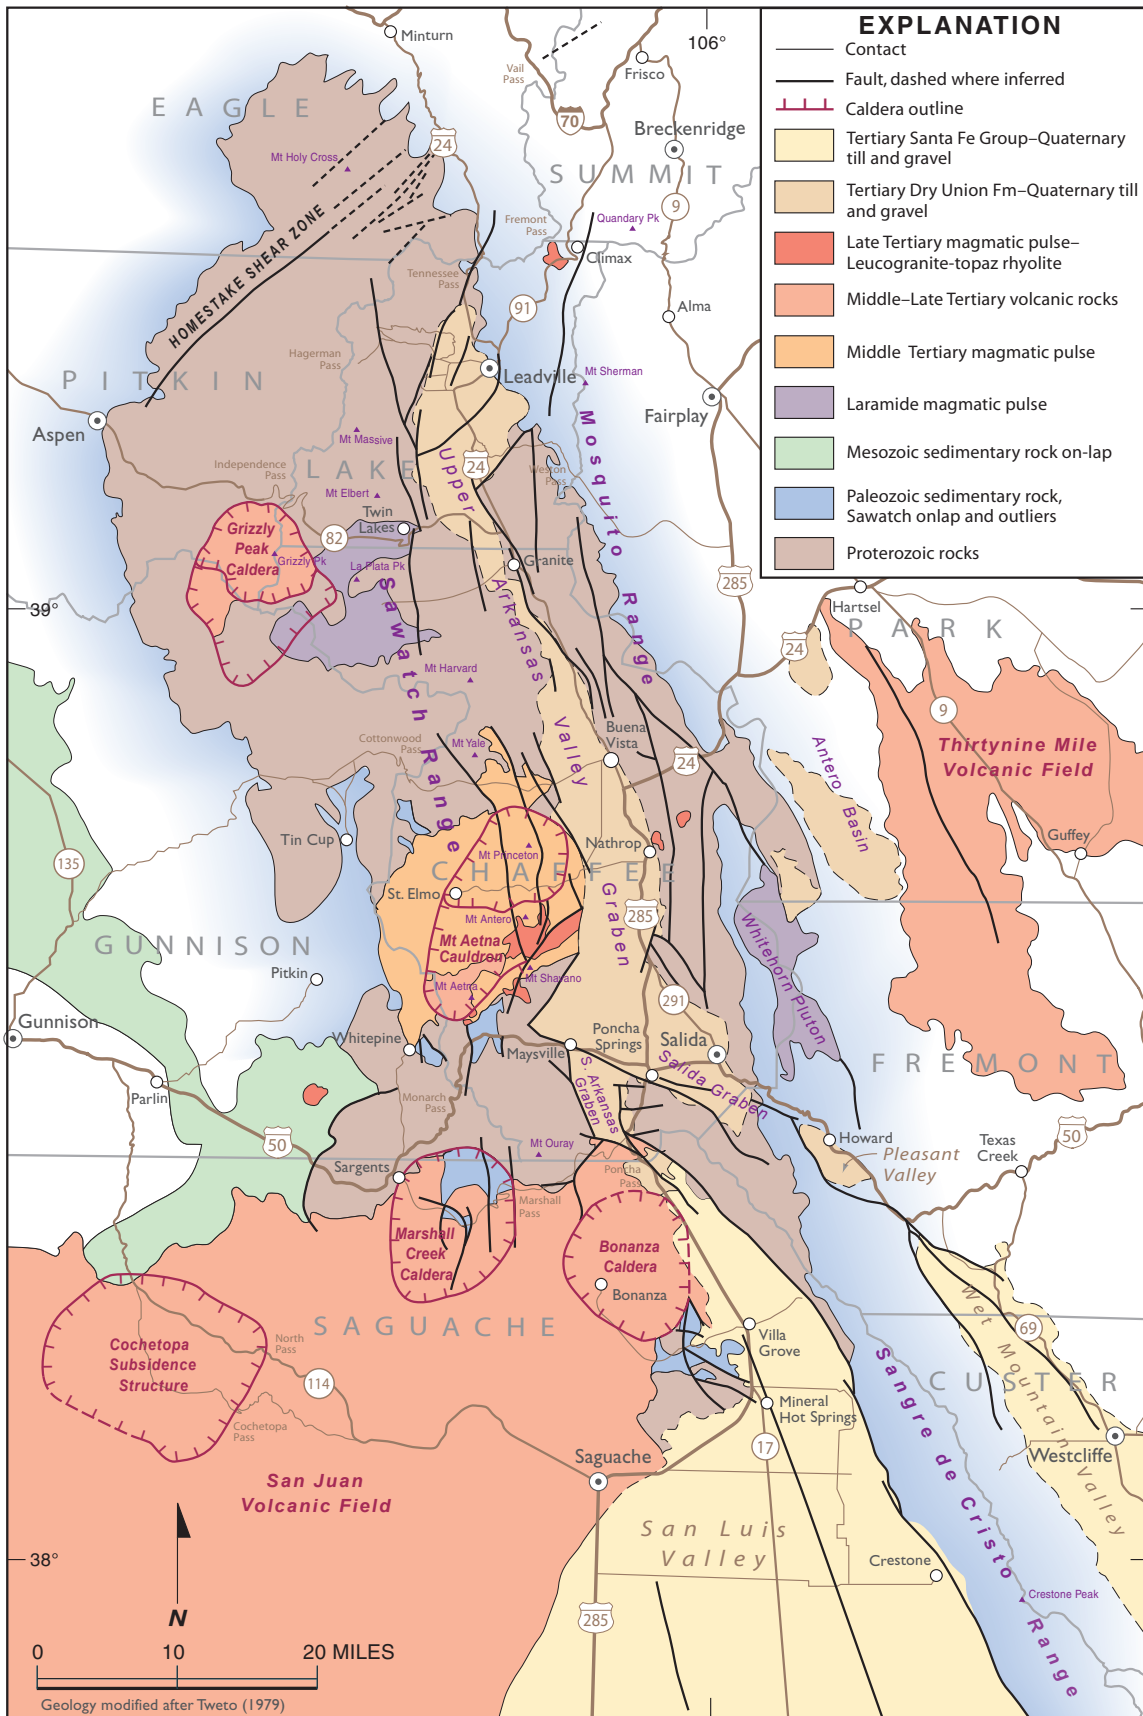 EXPLANATION
Contact
Fault, dashed where inferred
Caldera outline
Tertiary Santa Fe Group–Quaternary
till and gravel
Tertiary Dry Union Fm–Quaternary till
and gravel
Late Tertiary magmatic pulse–
Leucogranite-topaz rhyolite
Middle–Late Tertiary volcanic rocks
Middle Tertiary magmatic pulse
Laramide magmatic pulse
Mesozoic sedimentary rock on-lap
Paleozoic sedimentary rock,
Sawatch onlap and outliers
Proterozoic rocks
106°
Minturn
Vail
Pass
Frisco
70
EAGLE
24
Breckenridge
Mt Holy Cross
SUMMIT
9
HOMESTAKE SHEAR ZONE
Fremont
Pass
Quandary Pk
Climax
Tennessee
Pass
91
Alma
Hagerman
Pass
Leadville
Mt Sherman
PITKIN
Fairplay
Aspen
Mt Massive
Independence
Pass
LAKE
24
Weston
Pass
Mosquito Range
Mt Elbert
Twin
Lakes
82
Grizzly
Peak
Caldera
Grizzly Pk
La Plata Pk
Granite
285
39°
Hartsel
PARK
24
Upper Arkansas Valley Graben
Sawatch Range
Mt Harvard
9
Cottonwood
Pass
Mt Yale
Buena
Vista
24
Antero Basin
Thirtynine Mile
Volcanic Field
Tin Cup
Mt Princeton
Nathrop
Guffey
135
CHAFFEE
St. Elmo
Mt Antero
285
Whitehorn Pluton
Mt Aetna
Cauldron
GUNNISON
Pitkin
Mt Aetna
Mt Shavano
291
Gunnison
Whitepine
Maysville
Poncha
Springs
Salida
Salida Graben
S. Arkansas
Graben
FREMONT
Parlin
Monarch
Pass
50
Mt Ouray
Howard
Texas
Creek
50
Pleasant
Valley
Sargents
Poncha
Pass
Marshall
Pass
Marshall
Creek
Caldera
Bonanza
Caldera
Bonanza
Wet Mountain Valley
SAGUACHE
Villa
Grove
69
Cochetopa
Subsidence
Structure
North
Pass
114
Sangre de Cristo Range
CUSTER
Mineral
Hot Springs
Cochetopa
Pass
17
Westcliffe
Saguache
San Juan
Volcanic Field
San Luis
Valley
38°
Crestone
Crestone Peak
285
N
0 10 20 MILES
Geology modified after Tweto (1979)